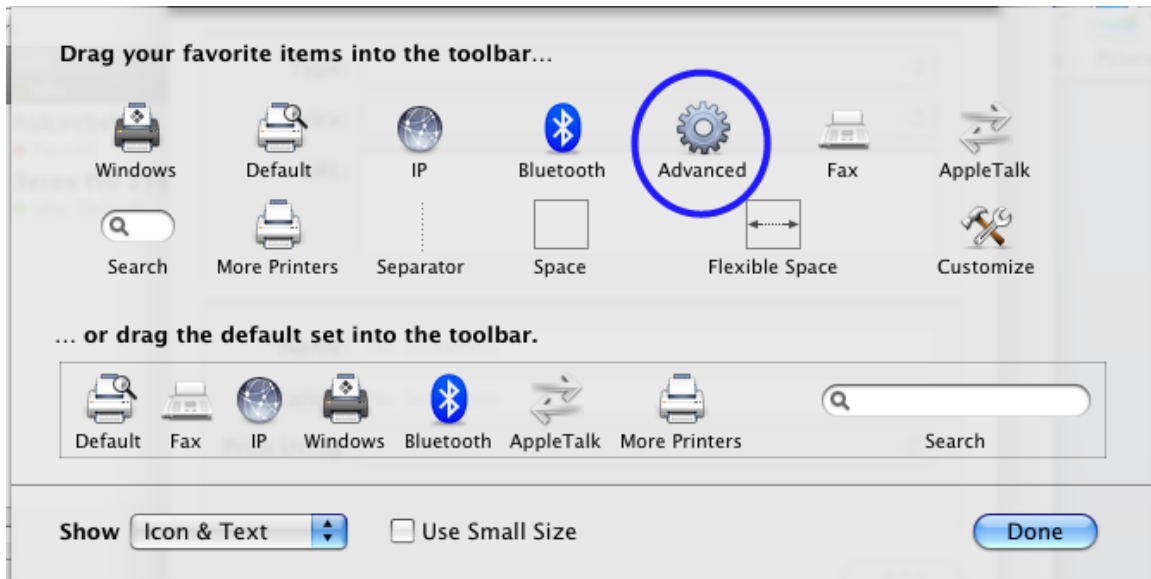 Drag your favorite items into the toolbar...
Windows Default IP Bluetooth Advanced Fax AppleTalk
Search More Printers Separator Space Flexible Space Customize
... or drag the default set into the toolbar.
Default Fax IP Windows Bluetooth AppleTalk More Printers Search
Show Icon & Text Use Small Size Done